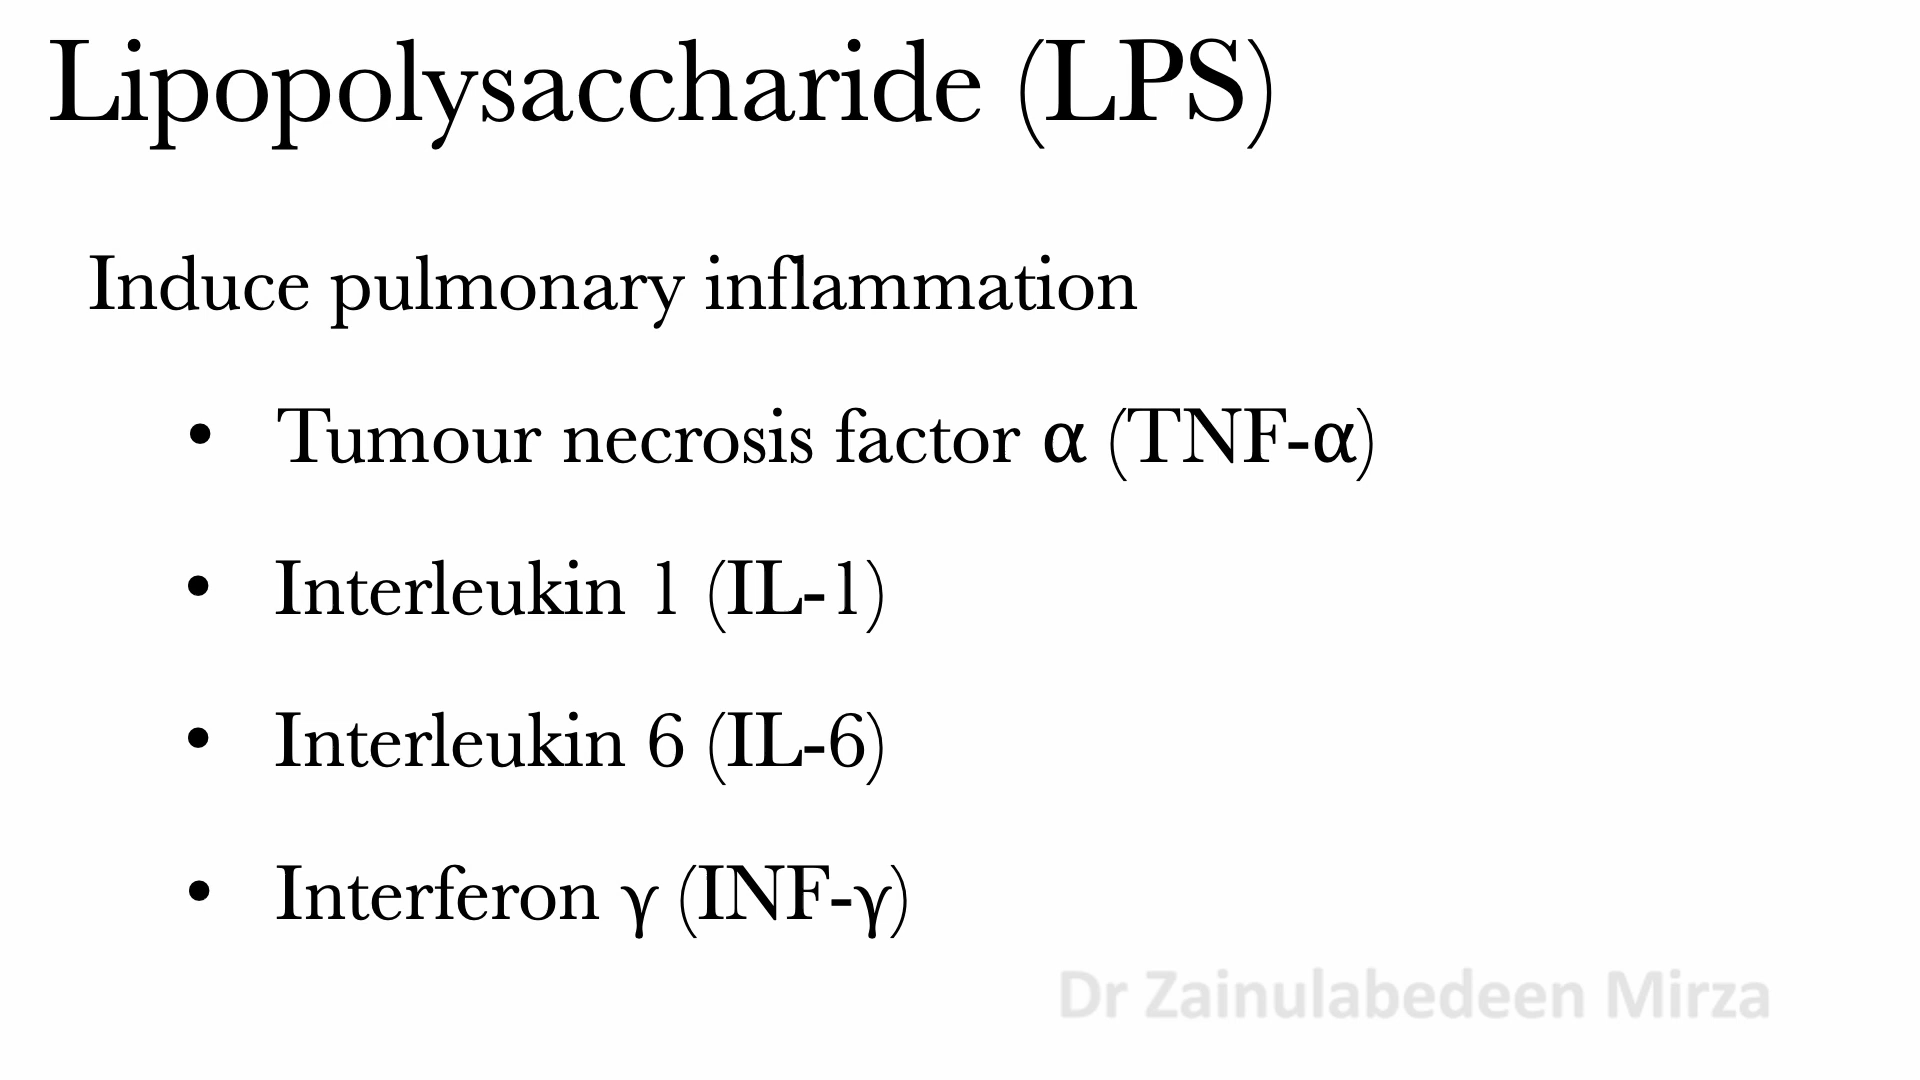 Lipopolysaccharide (LPS)
Induce pulmonary inflammation
• Tumour necrosis factor α (TNF-α)
• Interleukin 1 (IL-1)
• Interleukin 6 (IL-6)
• Interferon γ (INF-γ)
Dr Zainulabedeen Mirza